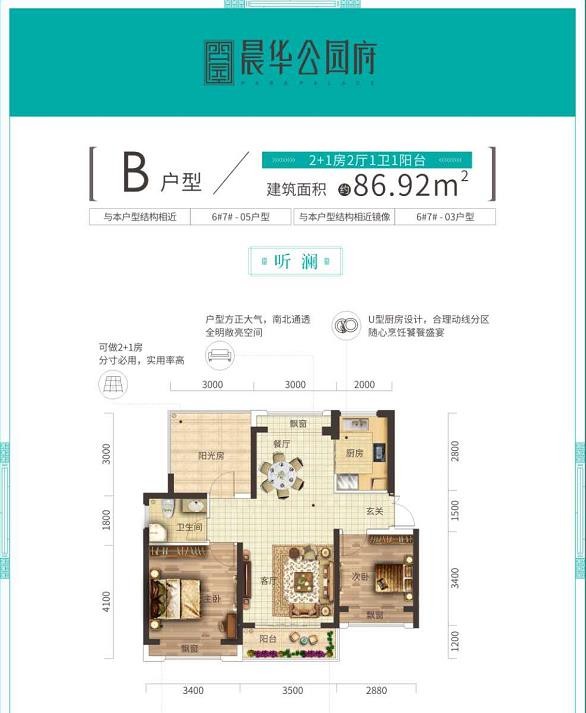 晨华公园府
PARK PALACE
B 户型
2+1房2厅1卫1阳台
建筑面积 约86.92m²
与本户型结构相近 6#7# - 05户型 与本户型结构相近镜像 6#7# - 03户型
听 澜
户型方正大气，南北通透
全明敞亮空间
U型厨房设计，合理动线分区
随心烹饪饕餮盛宴
可做2+1房
分寸必用，实用率高
3000 3000 2000
3000
1800
4100
2800
1500
3400
1200
飘窗
餐厅
厨房
阳光房
玄关
卫生间
客厅
次卧
主卧
飘窗
阳台
飘窗
3400 3500 2880